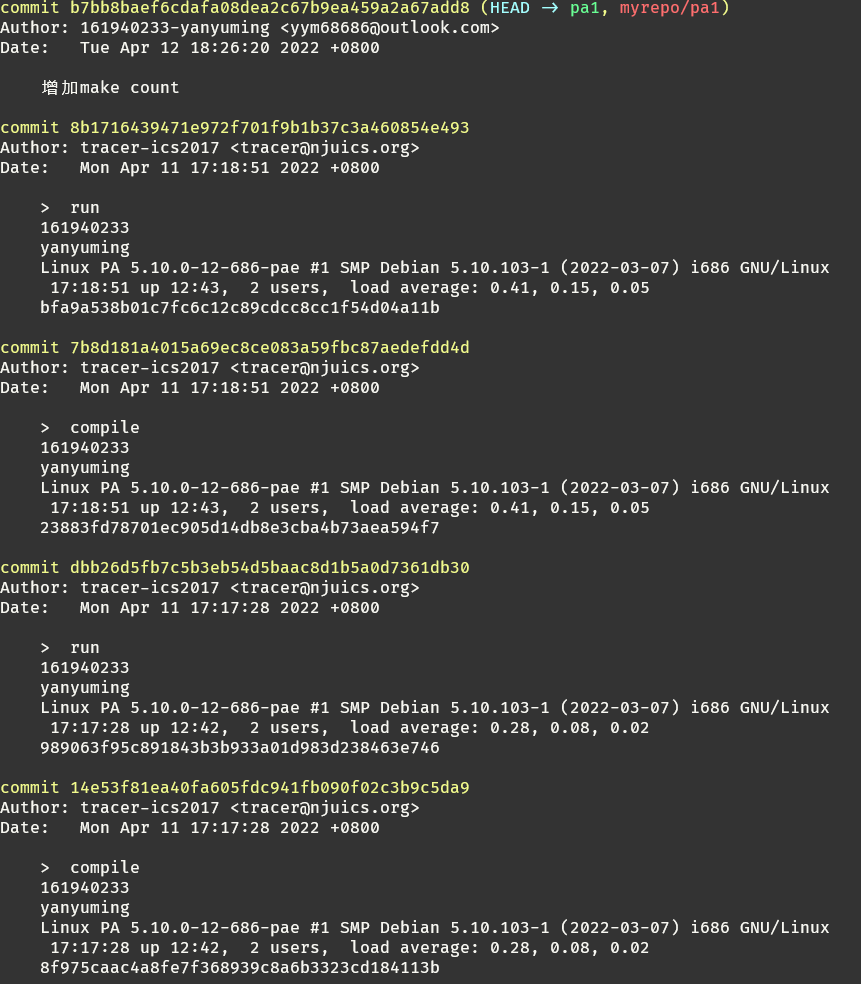 commit b7bb8baef6cdafa08dea2c67b9ea459a2a67add8 (HEAD → pa1, myrepo/pa1)
Author: 161940233-yanyuming <yym68686@outlook.com>
Date:   Tue Apr 12 18:26:20 2022 +0800
增加make count
commit 8b1716439471e972f701f9b1b37c3a460854e493
Author: tracer-ics2017 <tracer@njuics.org>
Date:   Mon Apr 11 17:18:51 2022 +0800
>  run
161940233
yanyuming
Linux PA 5.10.0-12-686-pae #1 SMP Debian 5.10.103-1 (2022-03-07) i686 GNU/Linux
17:18:51 up 12:43,  2 users,  load average: 0.41, 0.15, 0.05
bfa9a538b01c7fc6c12c89cdcc8cc1f54d04a11b
commit 7b8d181a4015a69ec8ce083a59fbc87aedefdd4d
Author: tracer-ics2017 <tracer@njuics.org>
Date:   Mon Apr 11 17:18:51 2022 +0800
>  compile
161940233
yanyuming
Linux PA 5.10.0-12-686-pae #1 SMP Debian 5.10.103-1 (2022-03-07) i686 GNU/Linux
17:18:51 up 12:43,  2 users,  load average: 0.41, 0.15, 0.05
23883fd78701ec905d14db8e3cba4b73aea594f7
commit dbb26d5fb7c5b3eb54d5baac8d1b5a0d7361db30
Author: tracer-ics2017 <tracer@njuics.org>
Date:   Mon Apr 11 17:17:28 2022 +0800
>  run
161940233
yanyuming
Linux PA 5.10.0-12-686-pae #1 SMP Debian 5.10.103-1 (2022-03-07) i686 GNU/Linux
17:17:28 up 12:42,  2 users,  load average: 0.28, 0.08, 0.02
989063f95c891843b3b933a01d983d238463e746
commit 14e53f81ea40fa605fdc941fb090f02c3b9c5da9
Author: tracer-ics2017 <tracer@njuics.org>
Date:   Mon Apr 11 17:17:28 2022 +0800
>  compile
161940233
yanyuming
Linux PA 5.10.0-12-686-pae #1 SMP Debian 5.10.103-1 (2022-03-07) i686 GNU/Linux
17:17:28 up 12:42,  2 users,  load average: 0.28, 0.08, 0.02
8f975caac4a8fe7f368939c8a6b3323cd184113b